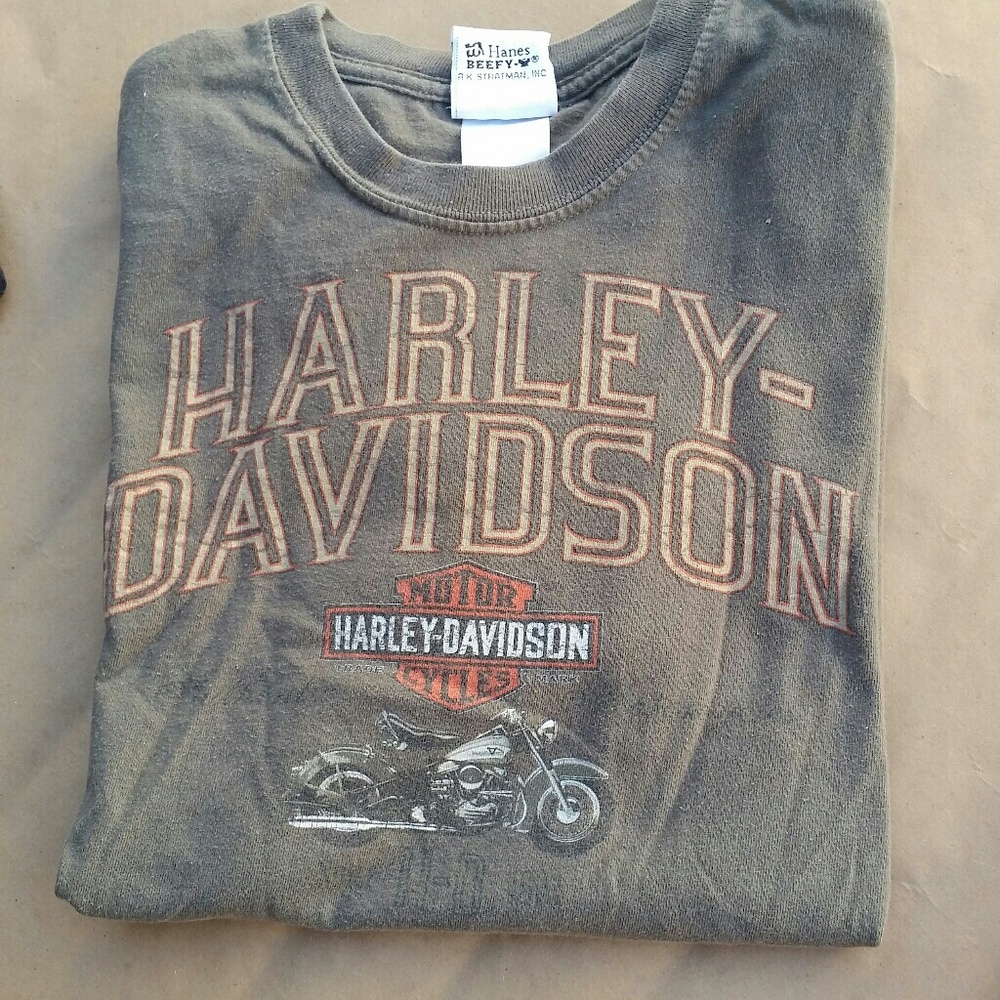 Hanes
BEEFY-
R.K. STRATMAN, INC
HARLEY-
DAVIDSON
MOTOR
HARLEY-DAVIDSON
TRADE MARK
CYCLES
H-D